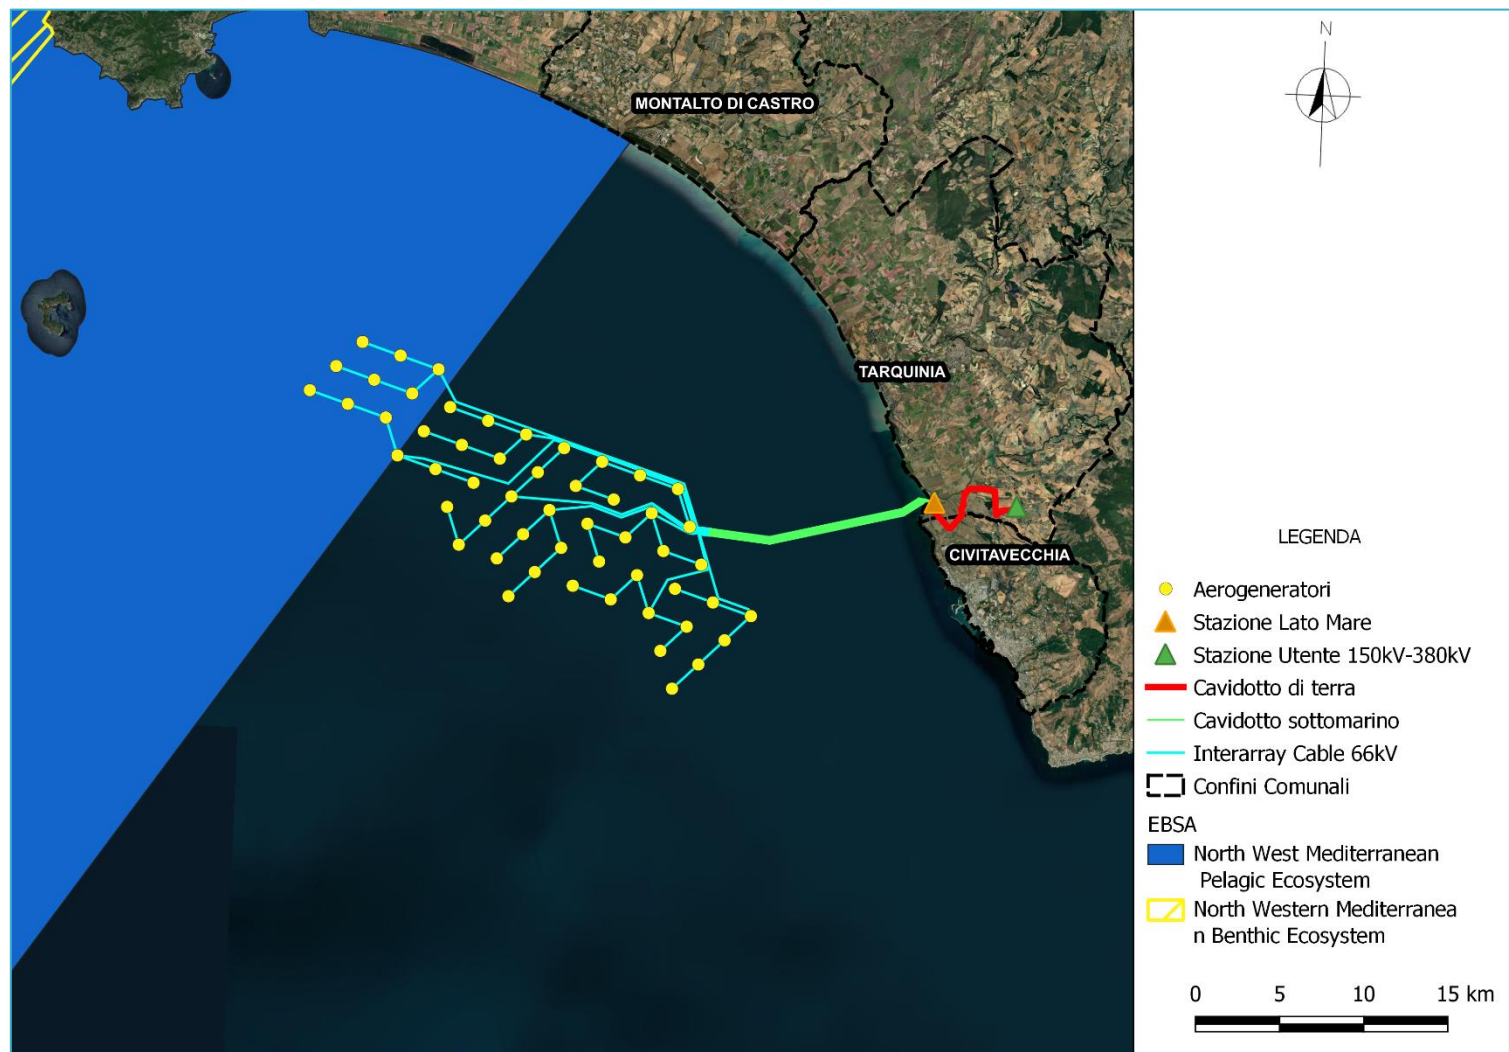 N
MONTALTO DI CASTRO
TARQUINIA
CIVITAVECCHIA
LEGENDA
Aerogeneratori
Stazione Lato Mare
Stazione Utente 150kV-380kV
Cavidotto di terra
Cavidotto sottomarino
Interarray Cable 66kV
Confini Comunali
EBSA
North West Mediterranean
Pelagic Ecosystem
North Western Mediterranea
n Benthic Ecosystem
0 5 10 15 km